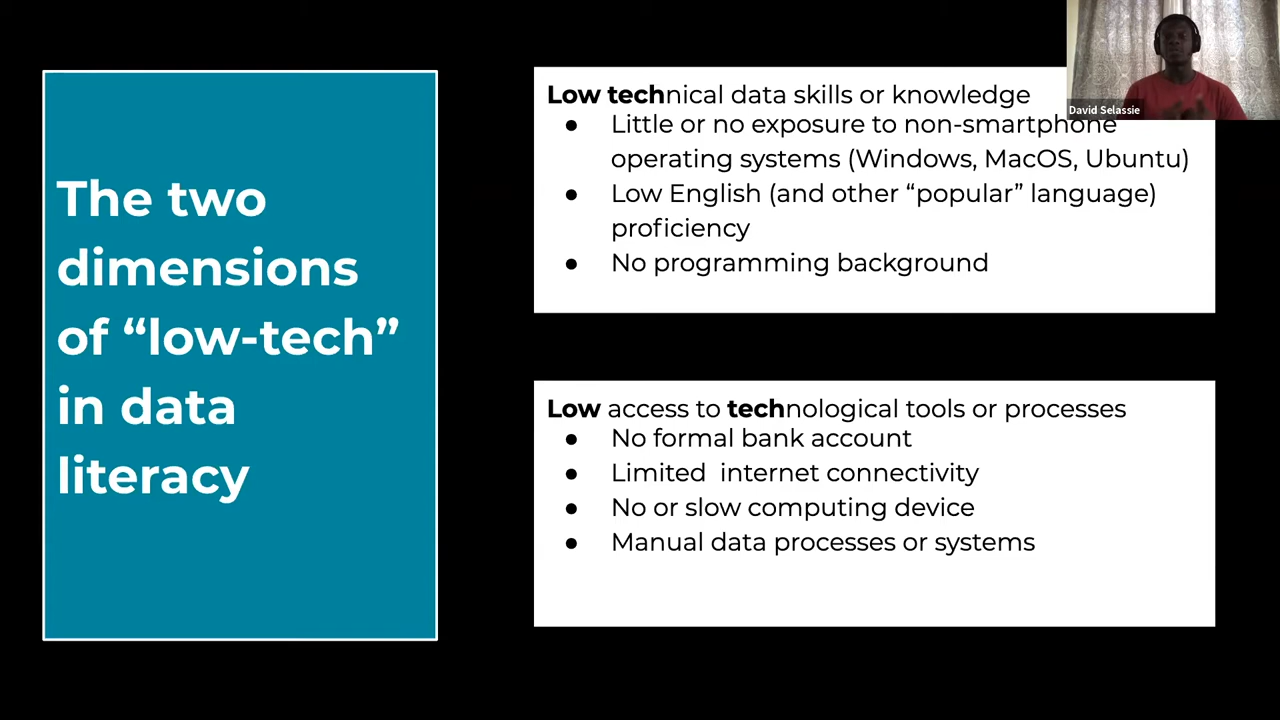 The two
dimensions
of “low-tech”
in data
literacy
Low technical data skills or knowledge
● Little or no exposure to non-smartphone
operating systems (Windows, MacOS, Ubuntu)
● Low English (and other “popular” language)
proficiency
● No programming background
Low access to technological tools or processes
● No formal bank account
● Limited  internet connectivity
● No or slow computing device
● Manual data processes or systems
David Selassie